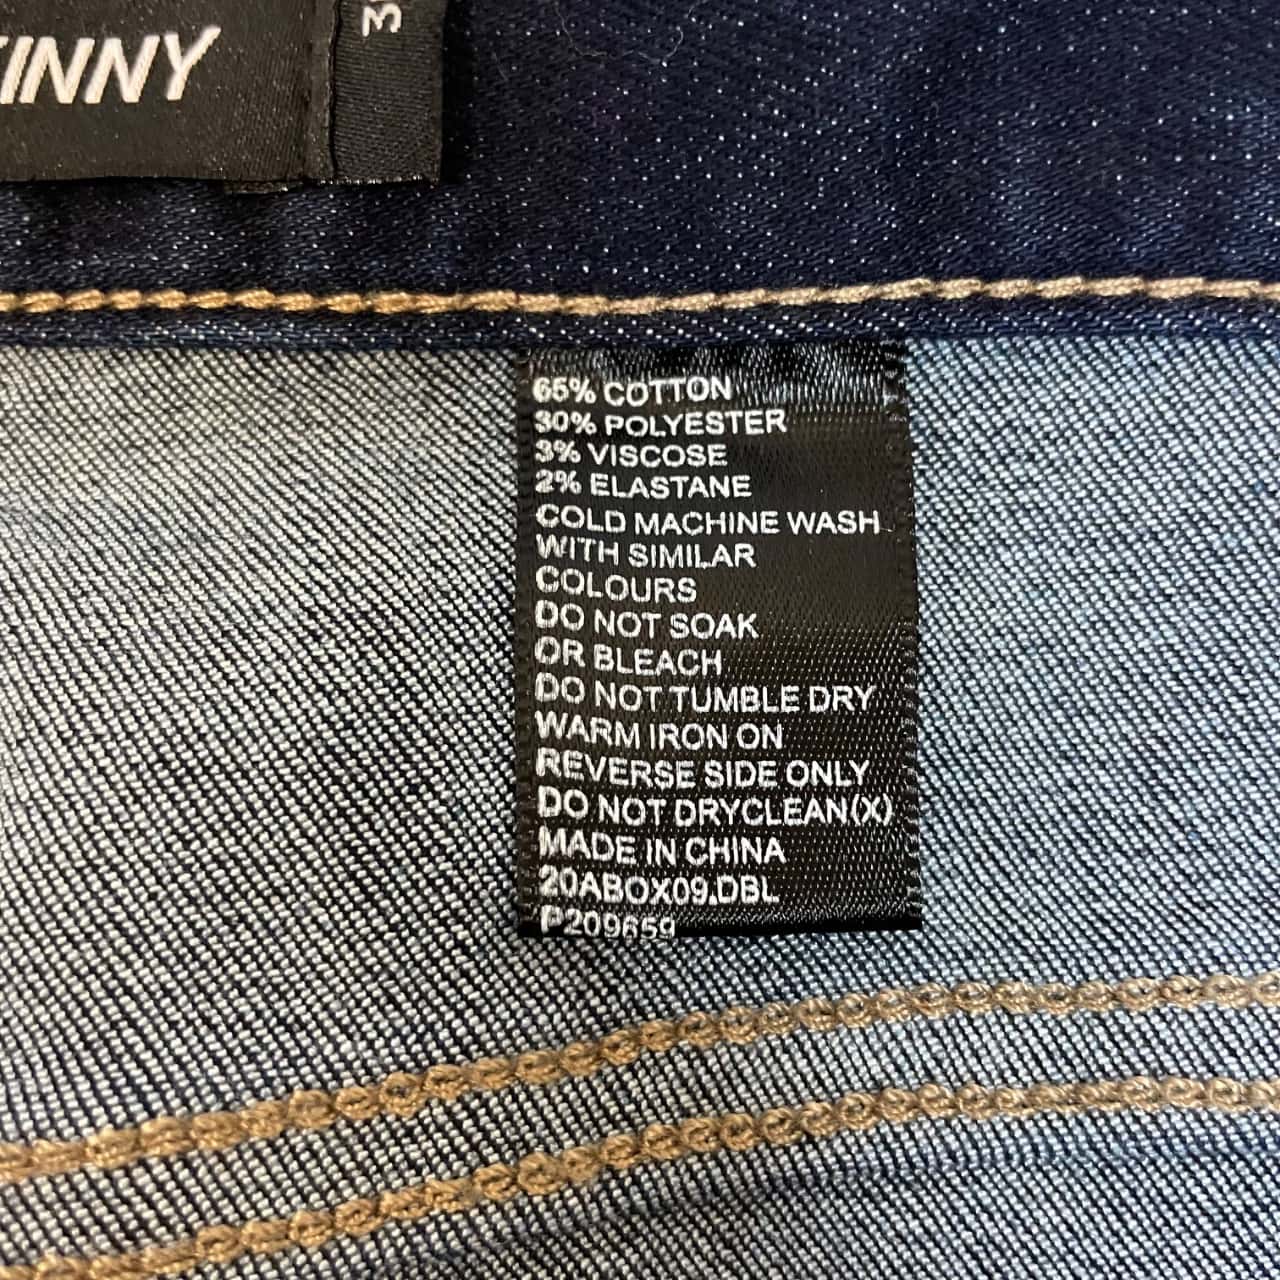 65% COTTON
30% POLYESTER
3% VISCOSE
2% ELASTANE
COLD MACHINE WASH
WITH SIMILAR
COLOURS
DO NOT SOAK
OR BLEACH
DO NOT TUMBLE DRY
WARM IRON ON
REVERSE SIDE ONLY
DO NOT DRYCLEAN(X)
MADE IN CHINA
20ABOX09.DBL
P209659